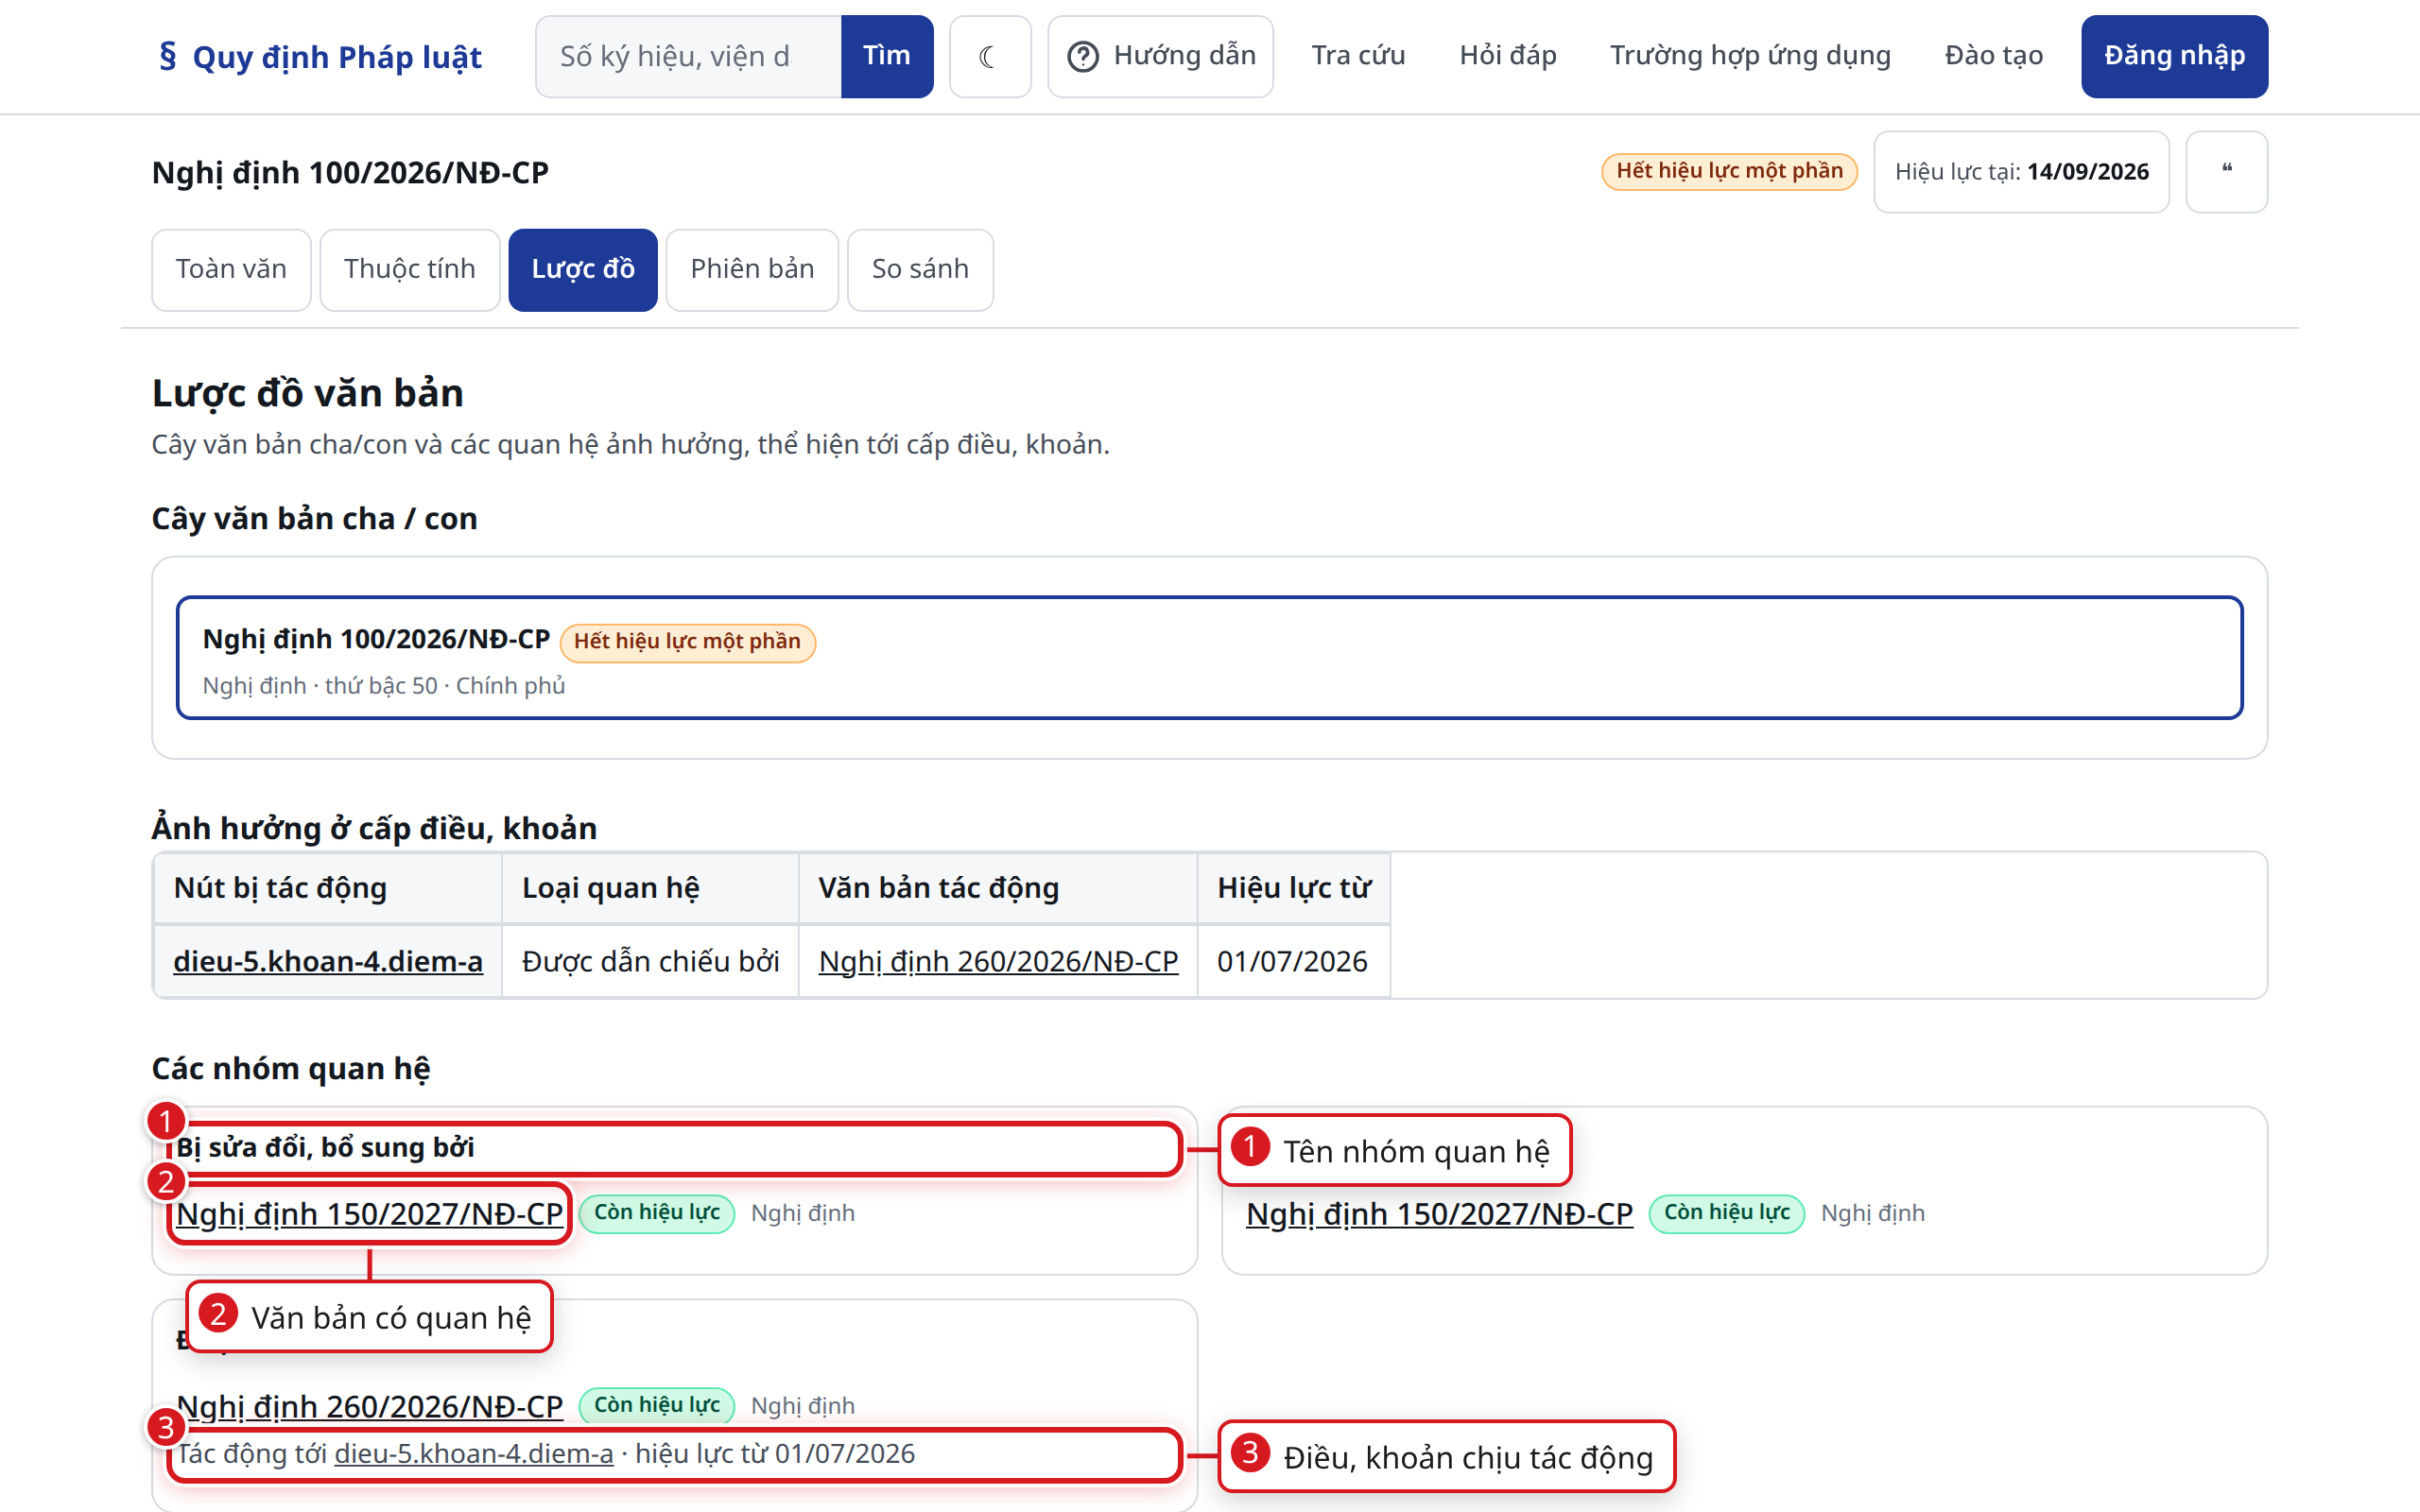 § Quy định Pháp luật
Số ký hiệu, viện d
Tìm
Hướng dẫn
Tra cứu
Hỏi đáp
Trường hợp ứng dụng
Đào tạo
Đăng nhập
Nghị định 100/2026/NĐ-CP
Hết hiệu lực một phần
Hiệu lực tại: 14/09/2026
❝
Toàn văn
Thuộc tính
Lược đồ
Phiên bản
So sánh
Lược đồ văn bản
Cây văn bản cha/con và các quan hệ ảnh hưởng, thể hiện tới cấp điều, khoản.
Cây văn bản cha / con
Nghị định 100/2026/NĐ-CP Hết hiệu lực một phần
Nghị định · thứ bậc 50 · Chính phủ
Ảnh hưởng ở cấp điều, khoản
Nút bị tác động Loại quan hệ Văn bản tác động Hiệu lực từ
dieu-5.khoan-4.diem-a Được dẫn chiếu bởi Nghị định 260/2026/NĐ-CP 01/07/2026
Các nhóm quan hệ
1
Bị sửa đổi, bổ sung bởi
1 Tên nhóm quan hệ
2
Nghị định 150/2027/NĐ-CP Còn hiệu lực Nghị định
Nghị định 150/2027/NĐ-CP Còn hiệu lực Nghị định
2 Văn bản có quan hệ
Nghị định 260/2026/NĐ-CP Còn hiệu lực Nghị định
3
Tác động tới dieu-5.khoan-4.diem-a · hiệu lực từ 01/07/2026
3 Điều, khoản chịu tác động